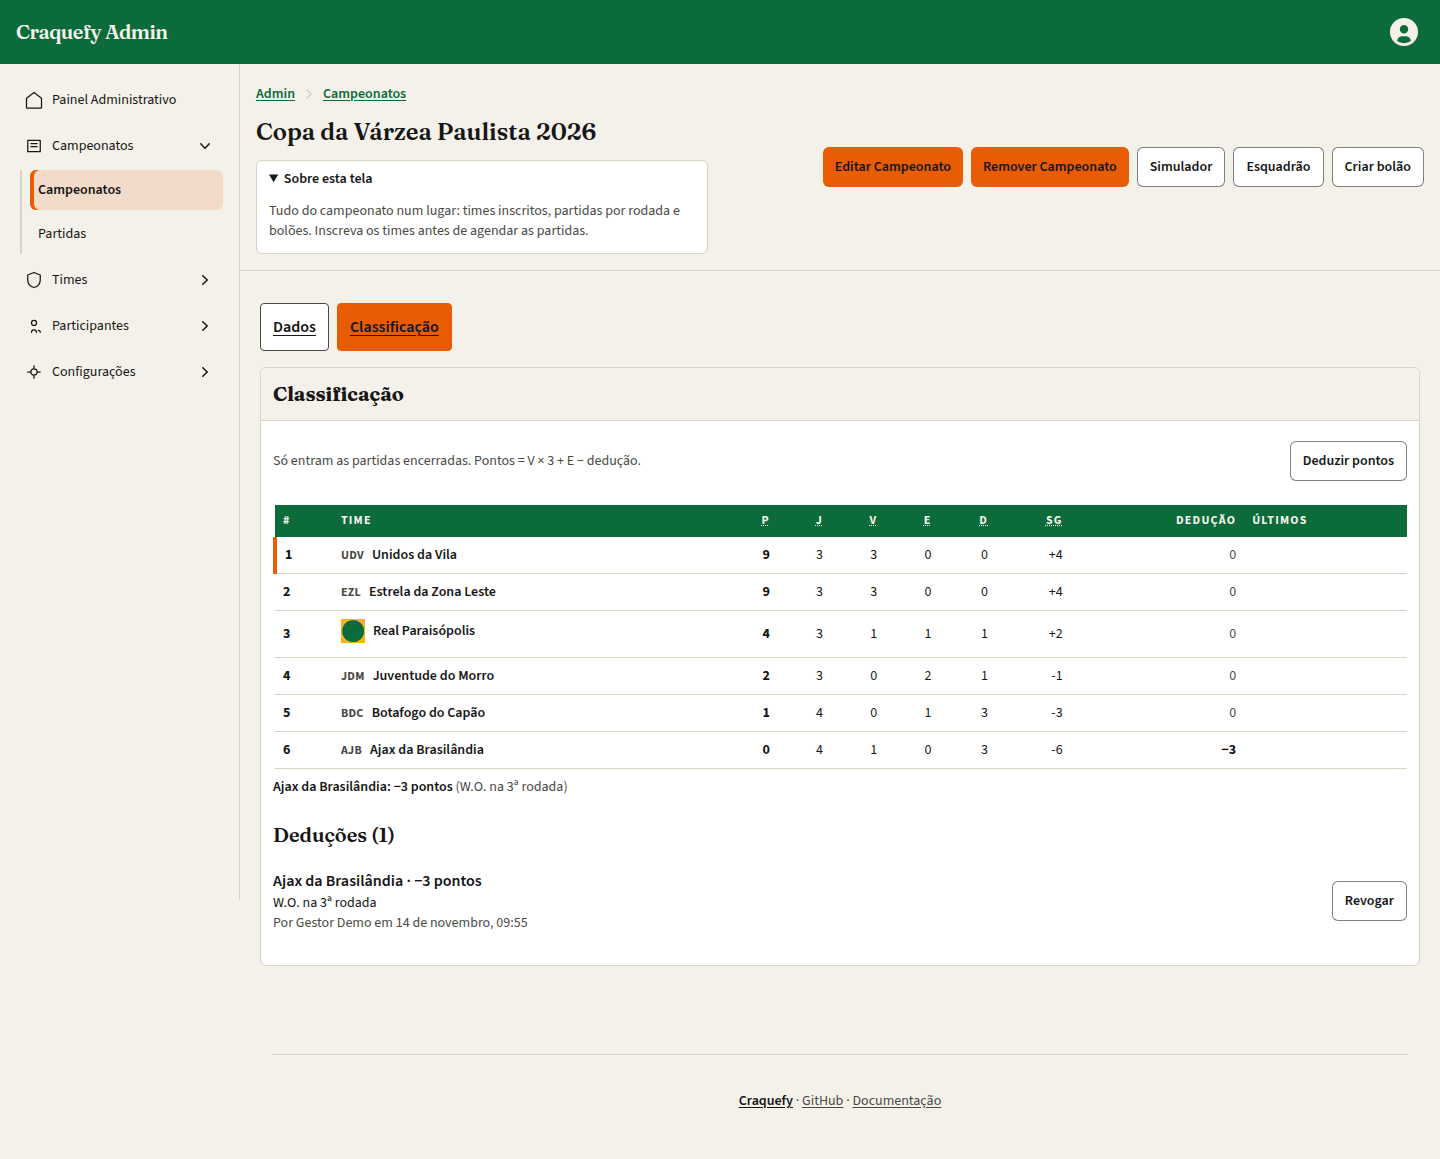 Craquefy Admin
Painel Administrativo
Campeonatos
Campeonatos
Partidas
Times
Participantes
Configurações
Admin
Campeonatos
Copa da Várzea Paulista 2026
▼ Sobre esta tela
Tudo do campeonato num lugar: times inscritos, partidas por rodada e
bolões. Inscreva os times antes de agendar as partidas.
Editar Campeonato
Remover Campeonato
Simulador
Esquadrão
Criar bolão
Dados
Classificação
Classificação
Só entram as partidas encerradas. Pontos = V × 3 + E − dedução.
Deduzir pontos
# TIME P J V E D SG DEDUÇÃO ÚLTIMOS
1 UDV Unidos da Vila 9 3 3 0 0 +4 0
2 EZL Estrela da Zona Leste 9 3 3 0 0 +4 0
3 Real Paraisópolis 4 3 1 1 1 +2 0
4 JDM Juventude do Morro 2 3 0 2 1 -1 0
5 BDC Botafogo do Capão 1 4 0 1 3 -3 0
6 AJB Ajax da Brasilândia 0 4 1 0 3 -6 −3
Ajax da Brasilândia: −3 pontos (W.O. na 3ª rodada)
Deduções (1)
Ajax da Brasilândia · −3 pontos
W.O. na 3ª rodada
Por Gestor Demo em 14 de novembro, 09:55
Revogar
Craquefy · GitHub · Documentação